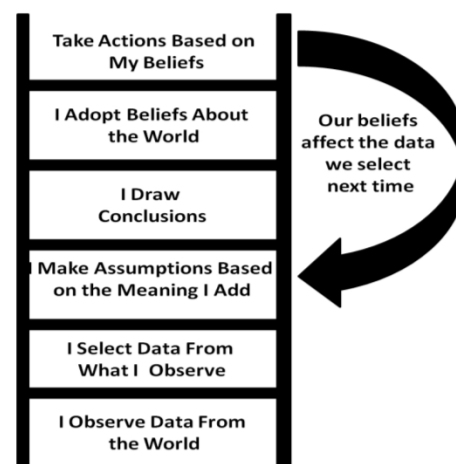 Take Actions Based on
My Beliefs
I Adopt Beliefs About
the World
Our beliefs
affect the data
we select
next time
I Draw
Conclusions
I Make Assumptions Based
on the Meaning I Add
I Select Data From
What I Observe
I Observe Data From
the World